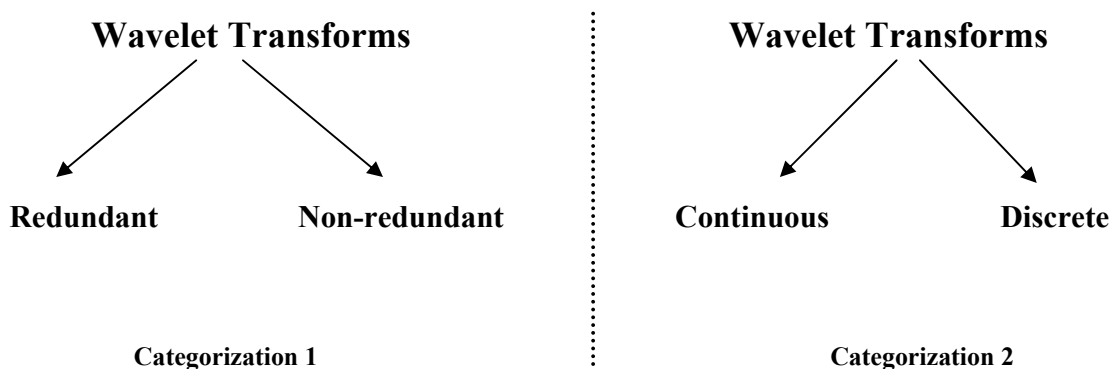 Wavelet Transforms
Redundant
Non-redundant
Categorization 1
Wavelet Transforms
Continuous
Discrete
Categorization 2